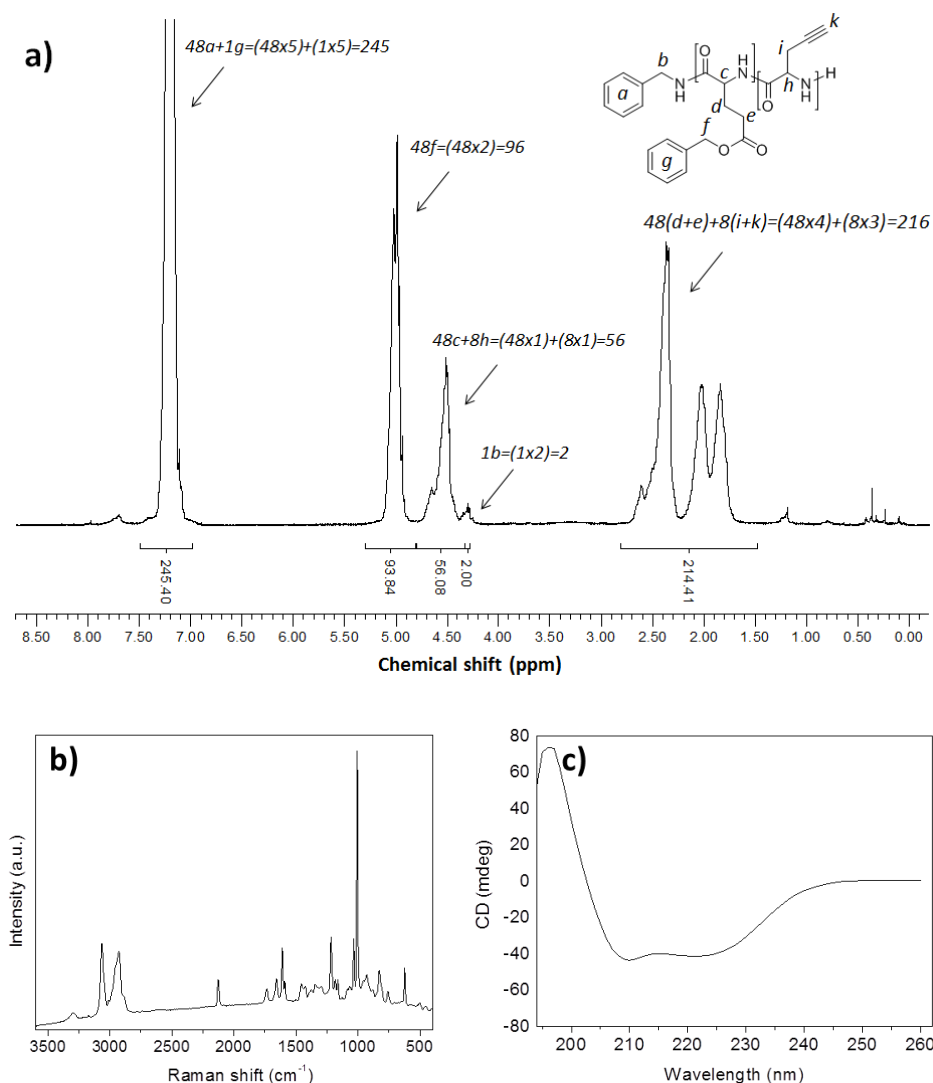 a)
48a+1g=(48x5)+(1x5)=245
48f=(48x2)=96
48c+8h=(48x1)+(8x1)=56
1b=(1x2)=2
48(d+e)+8(i+k)=(48x4)+(8x3)=216
k
i
O
b
c
H
N
N
H
a
d
e
f
O
O
g
O
h
N
H
H
245.40
93.84
56.08
2.00
214.41
8.50 8.00 7.50 7.00 6.50 6.00 5.50 5.00 4.50 4.00 3.50 3.00 2.50 2.00 1.50 1.00 0.50 0.00
Chemical shift (ppm)
b)
Intensity (a.u.)
3500 3000 2500 2000 1500 1000 500
Raman shift (cm⁻¹)
c)
CD (mdeg)
80
60
40
20
0
-20
-40
-60
-80
200 210 220 230 240 250 260
Wavelength (nm)